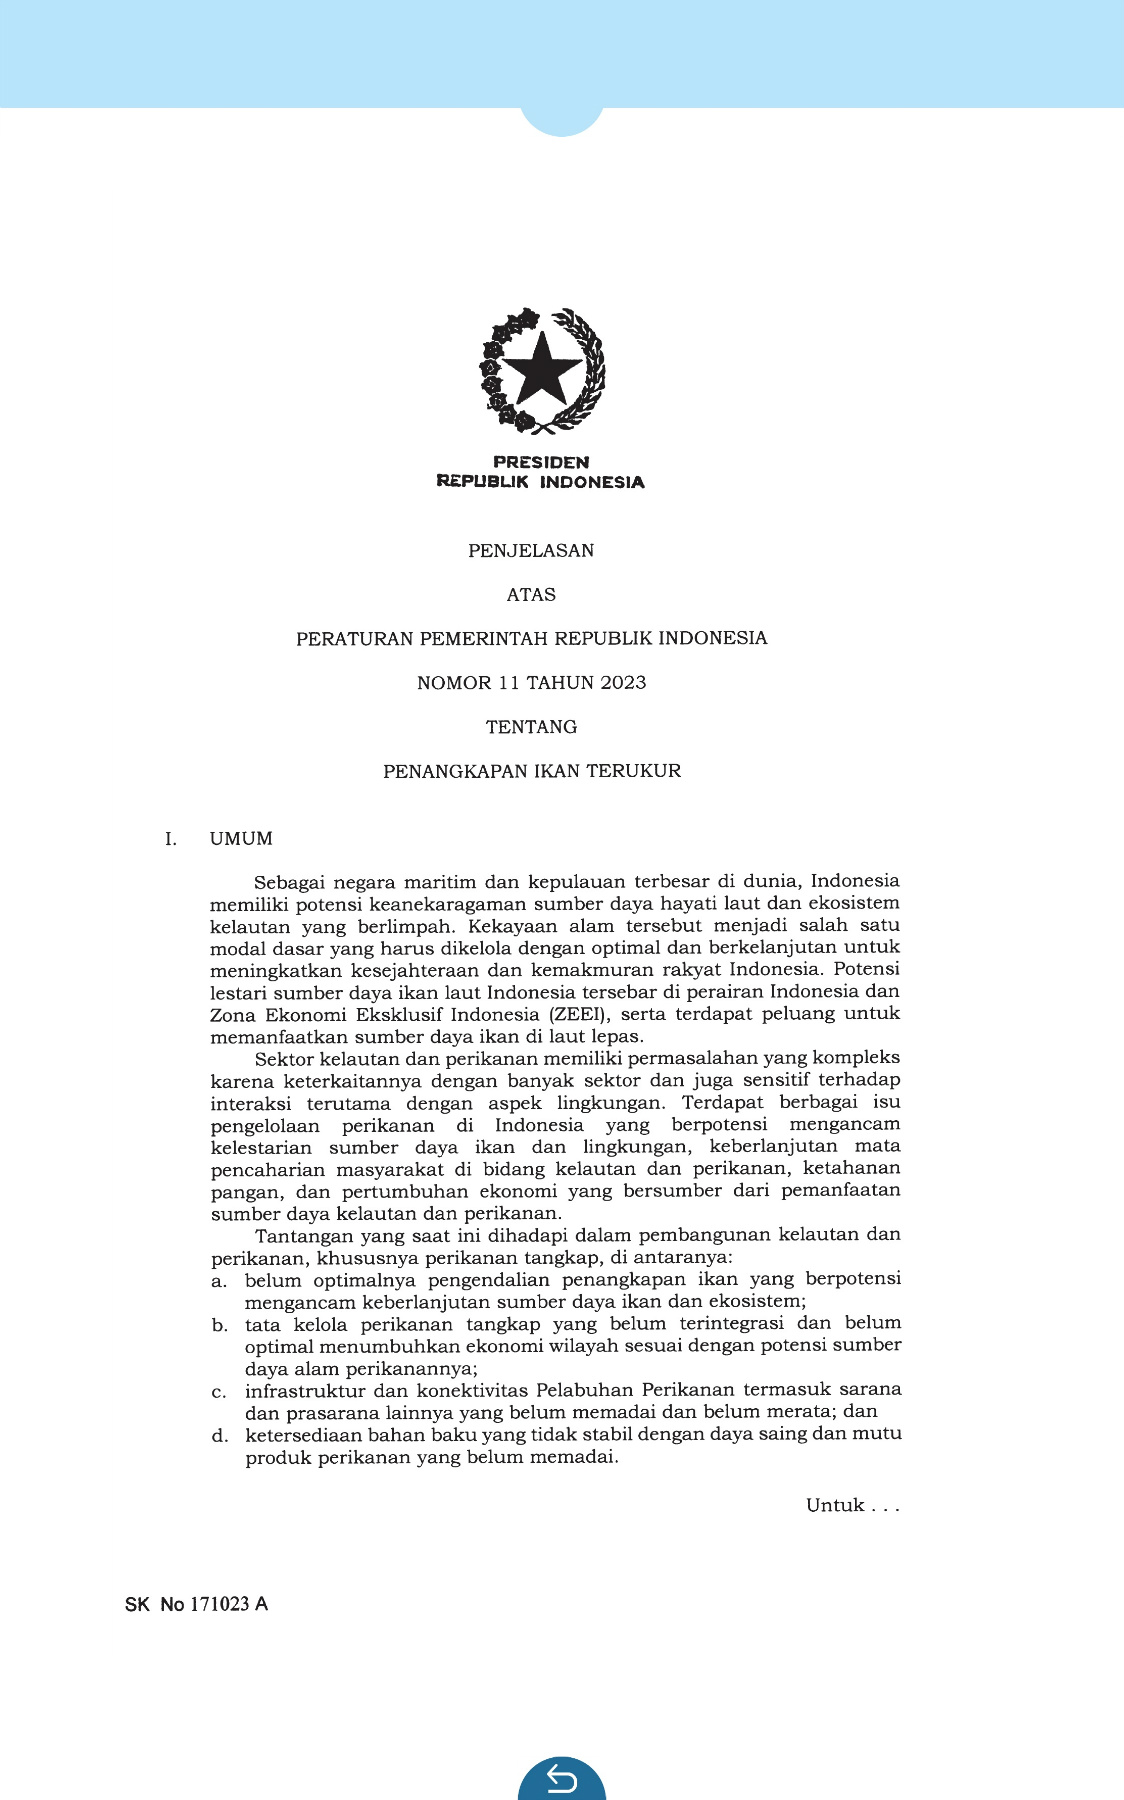 PRESIDEN
REPUBLIK INDONESIA
PENJELASAN
ATAS
PERATURAN PEMERINTAH REPUBLIK INDONESIA
NOMOR 11 TAHUN 2023
TENTANG
PENANGKAPAN IKAN TERUKUR
I. UMUM
Sebagai negara maritim dan kepulauan terbesar di dunia, Indonesia
memiliki potensi keanekaragaman sumber daya hayati laut dan ekosistem
kelautan yang berlimpah. Kekayaan alam tersebut menjadi salah satu
modal dasar yang harus dikelola dengan optimal dan berkelanjutan untuk
meningkatkan kesejahteraan dan kemakmuran rakyat Indonesia. Potensi
lestari sumber daya ikan laut Indonesia tersebar di perairan Indonesia dan
Zona Ekonomi Eksklusif Indonesia (ZEEI), serta terdapat peluang untuk
memanfaatkan sumber daya ikan di laut lepas.
Sektor kelautan dan perikanan memiliki permasalahan yang kompleks
karena keterkaitannya dengan banyak sektor dan juga sensitif terhadap
interaksi terutama dengan aspek lingkungan. Terdapat berbagai isu
pengelolaan perikanan di Indonesia yang berpotensi mengancam
kelestarian sumber daya ikan dan lingkungan, keberlanjutan mata
pencaharian masyarakat di bidang kelautan dan perikanan, ketahanan
pangan, dan pertumbuhan ekonomi yang bersumber dari pemanfaatan
sumber daya kelautan dan perikanan.
Tantangan yang saat ini dihadapi dalam pembangunan kelautan dan
perikanan, khususnya perikanan tangkap, di antaranya:
a. belum optimalnya pengendalian penangkapan ikan yang berpotensi
mengancam keberlanjutan sumber daya ikan dan ekosistem;
b. tata kelola perikanan tangkap yang belum terintegrasi dan belum
optimal menumbuhkan ekonomi wilayah sesuai dengan potensi sumber
daya alam perikanannya;
c. infrastruktur dan konektivitas Pelabuhan Perikanan termasuk sarana
dan prasarana lainnya yang belum memadai dan belum merata; dan
d. ketersediaan bahan baku yang tidak stabil dengan daya saing dan mutu
produk perikanan yang belum memadai.
Untuk . . .
SK No 171023 A